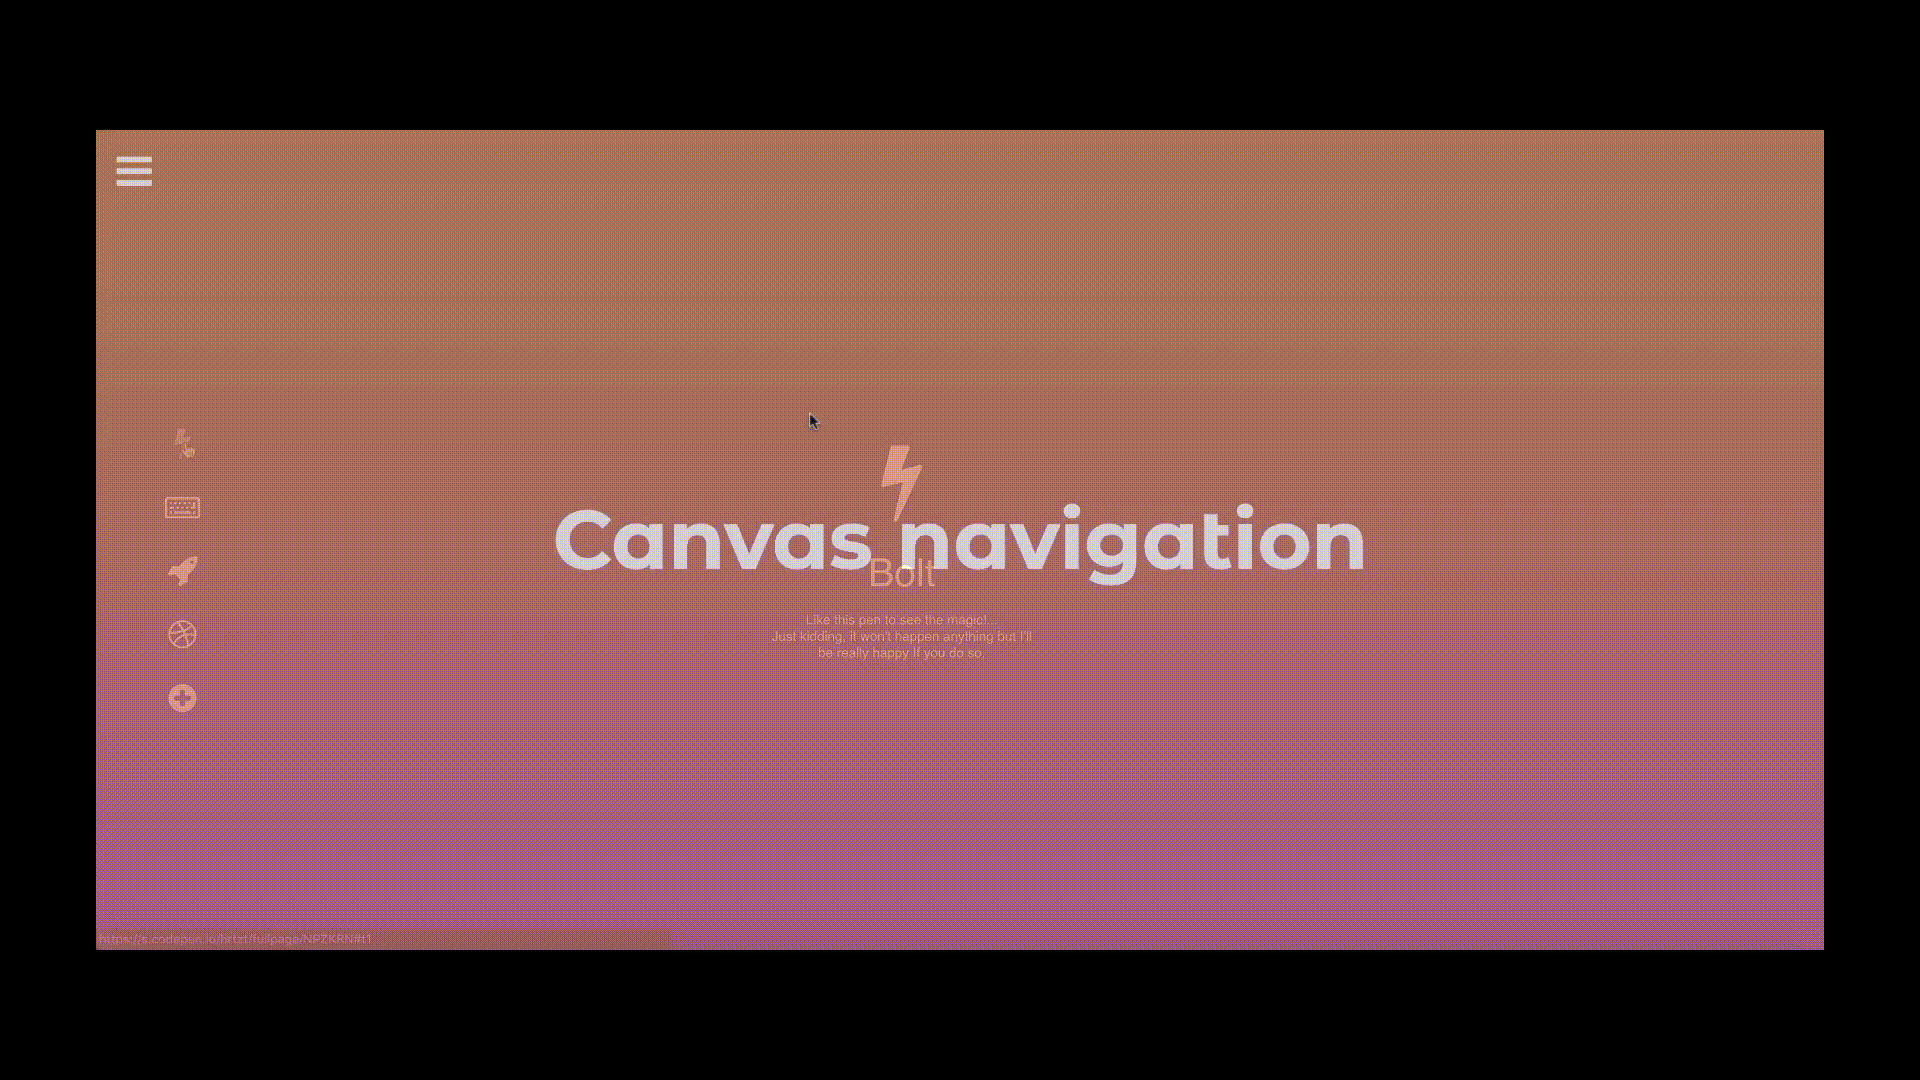 Canvas navigation
Bolt
Like this pen to see the magic!...
Just kidding, it won't happen anything but I'll
be really happy If you do so.
https://s.codepen.io/hrtzt/fullpage/NPZKRN#t1